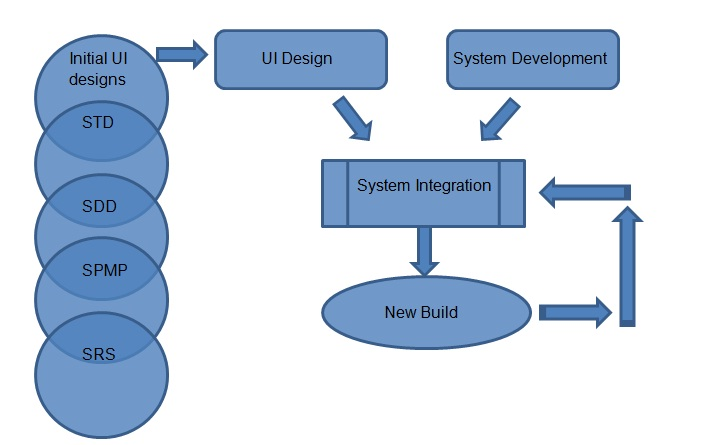 Initial UI
designs
STD
SDD
SPMP
SRS
UI Design
System Development
System Integration
New Build